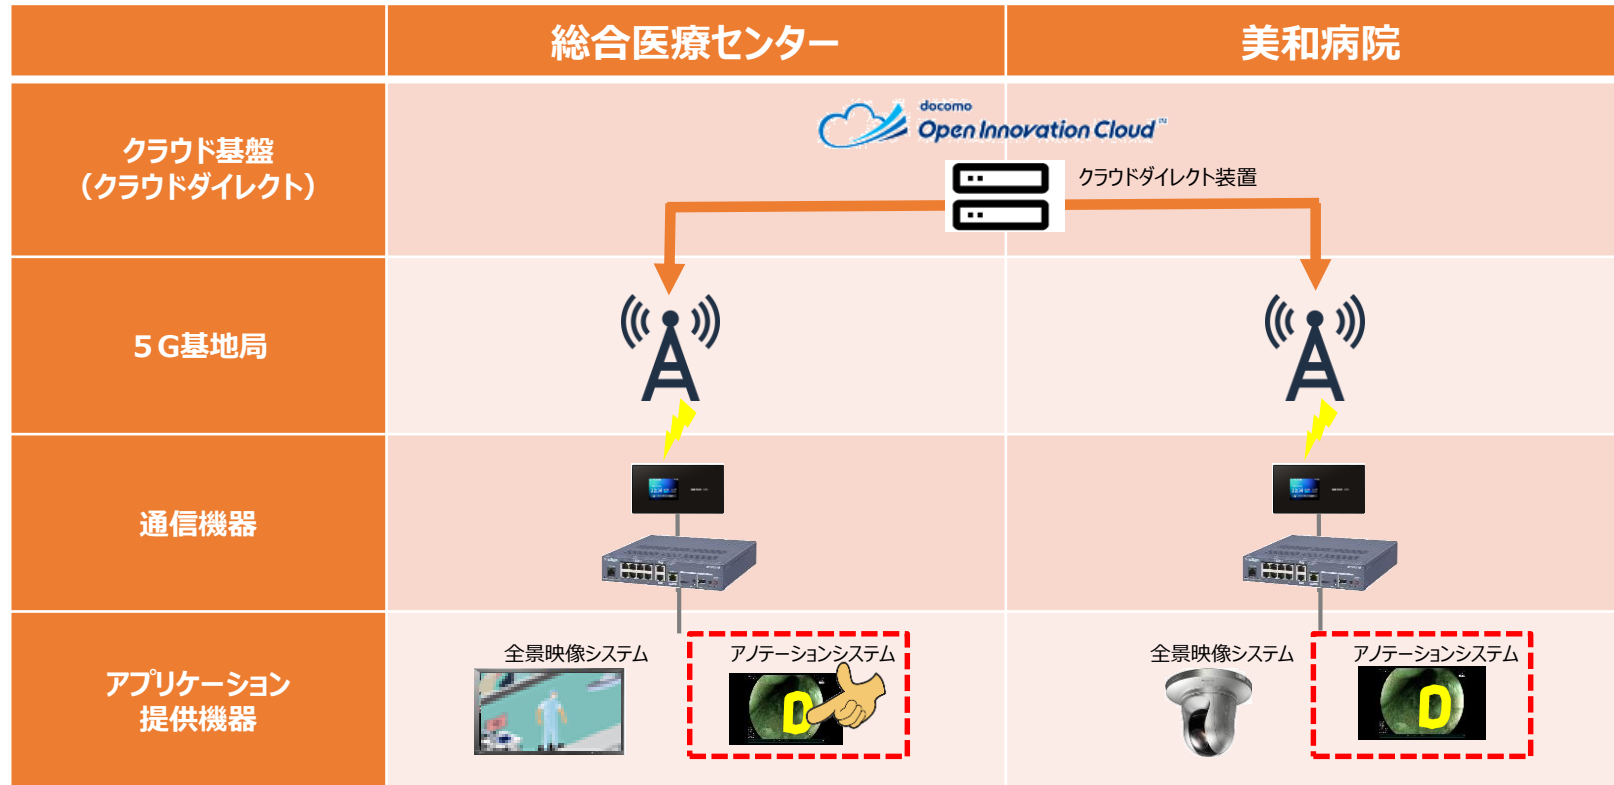 総合医療センター
美和病院
クラウド基盤
（クラウドダイレクト）
docomo
Open Innovation Cloud
クラウドダイレクト装置
５G基地局
通信機器
アプリケーション
提供機器
全景映像システム
アノテーションシステム
全景映像システム
アノテーションシステム